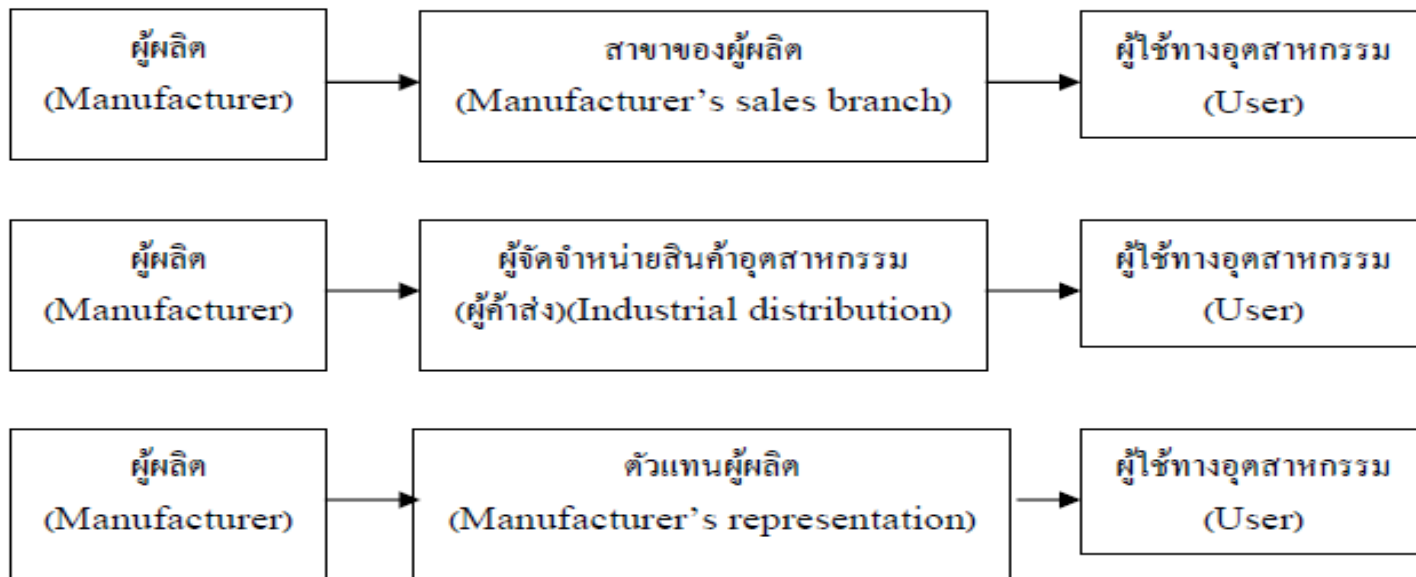 ผู้ผลิต
(Manufacturer)
สาขาของผู้ผลิต
(Manufacturer's sales branch)
ผู้ใช้ทางอุตสาหกรรม
(User)
ผู้ผลิต
(Manufacturer)
ผู้จัดจำหน่ายสินค้าอุตสาหกรรม
(ผู้ค้าส่ง)(Industrial distribution)
ผู้ใช้ทางอุตสาหกรรม
(User)
ผู้ผลิต
(Manufacturer)
ตัวแทนผู้ผลิต
(Manufacturer's representation)
ผู้ใช้ทางอุตสาหกรรม
(User)